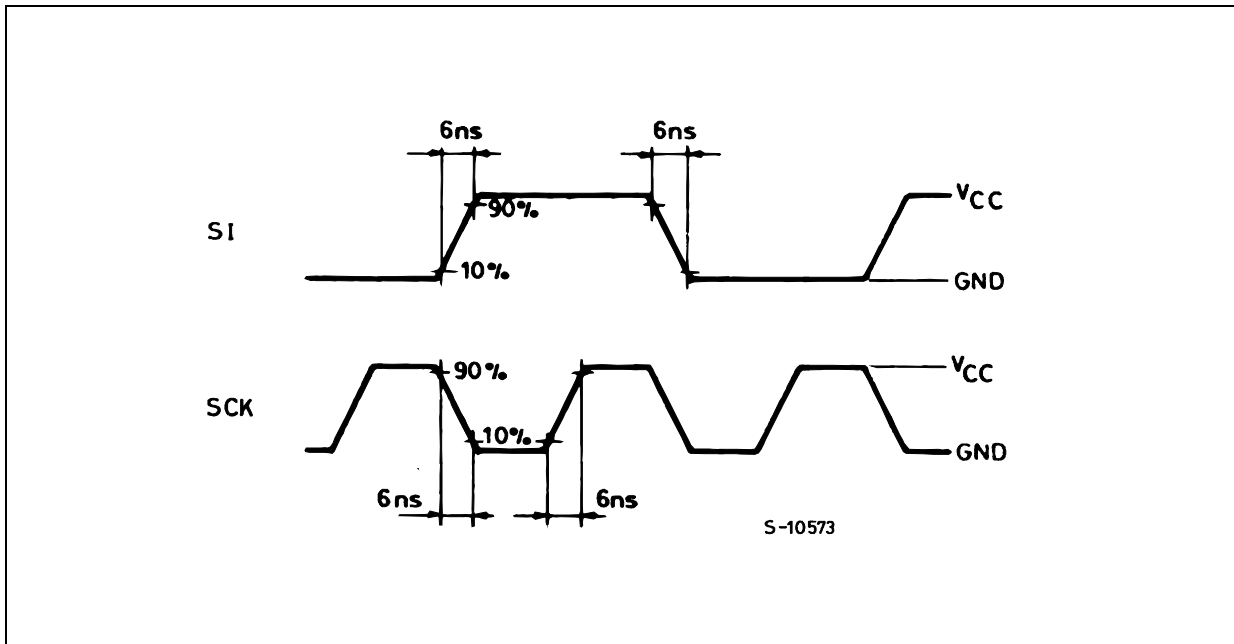 6ns
6ns
90%
VCC
SI
10%
GND
90%
VCC
SCK
10%
GND
6ns
6ns
S-10573